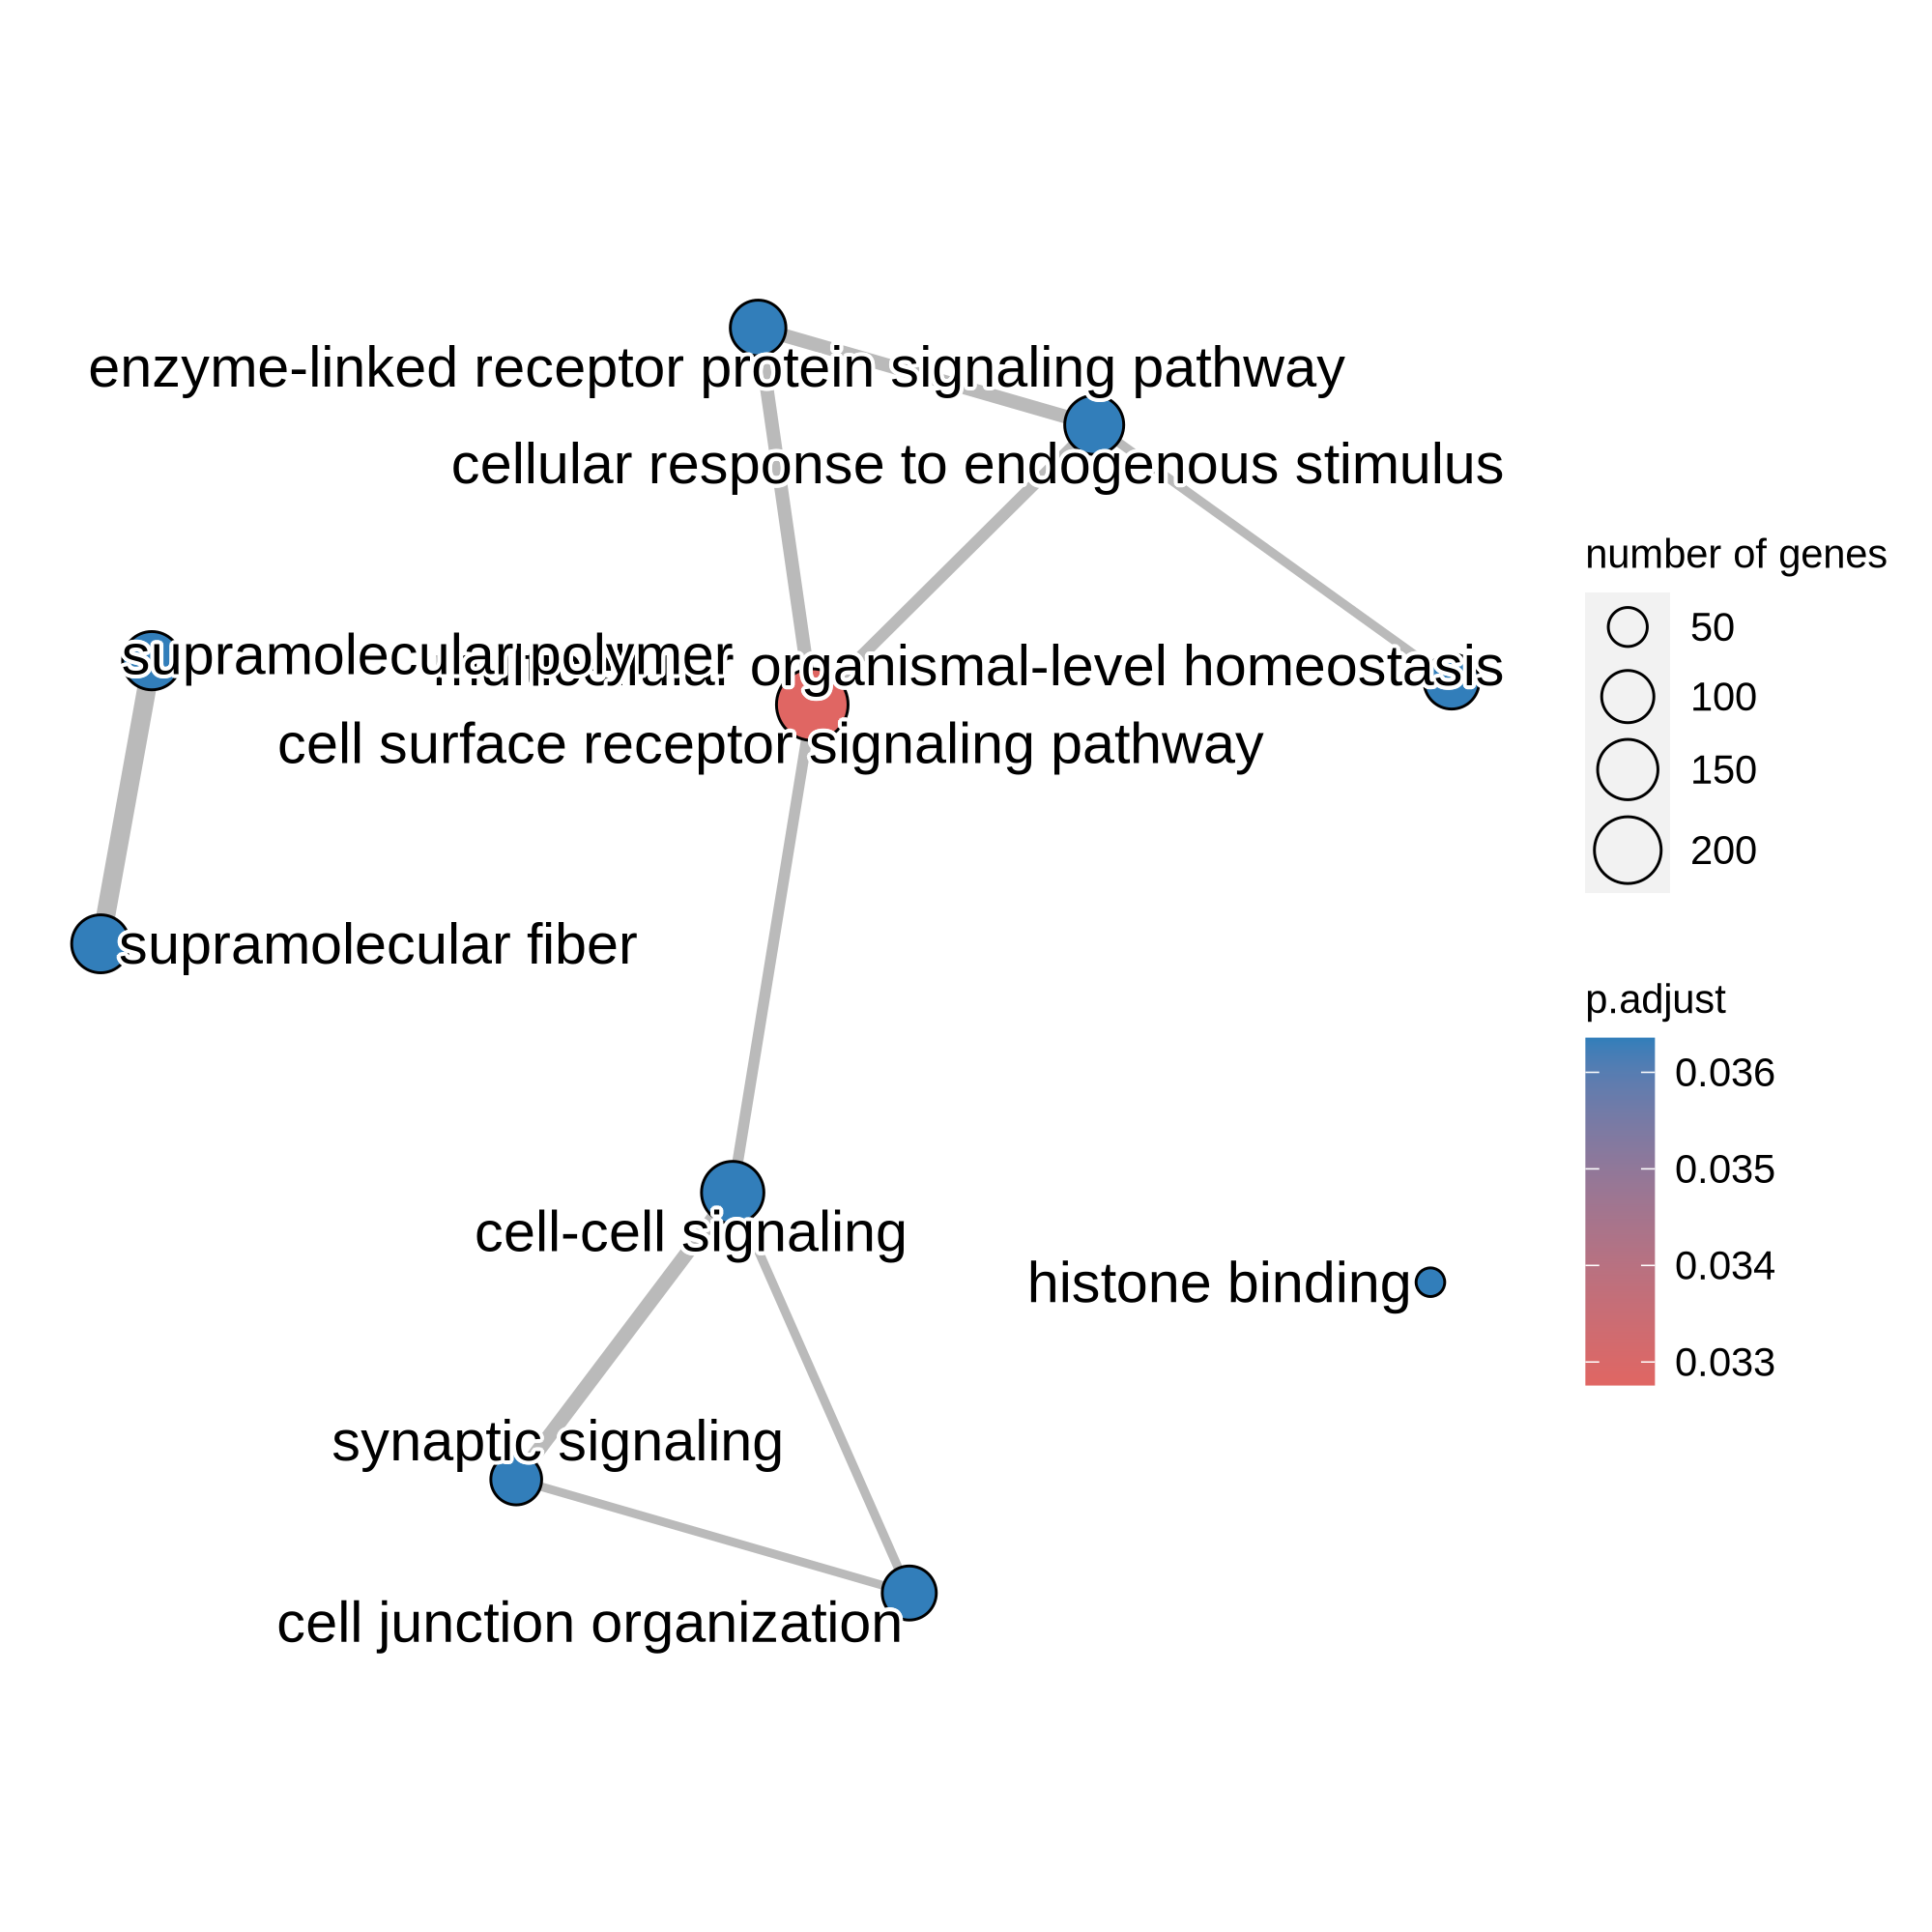 enzyme-linked receptor protein signaling pathway
cellular response to endogenous stimulus
supramolecular polymer
organismal-level homeostasis
cell surface receptor signaling pathway
supramolecular fiber
cell-cell signaling
histone binding
synaptic signaling
cell junction organization
number of genes
50
100
150
200
p.adjust
0.036
0.035
0.034
0.033